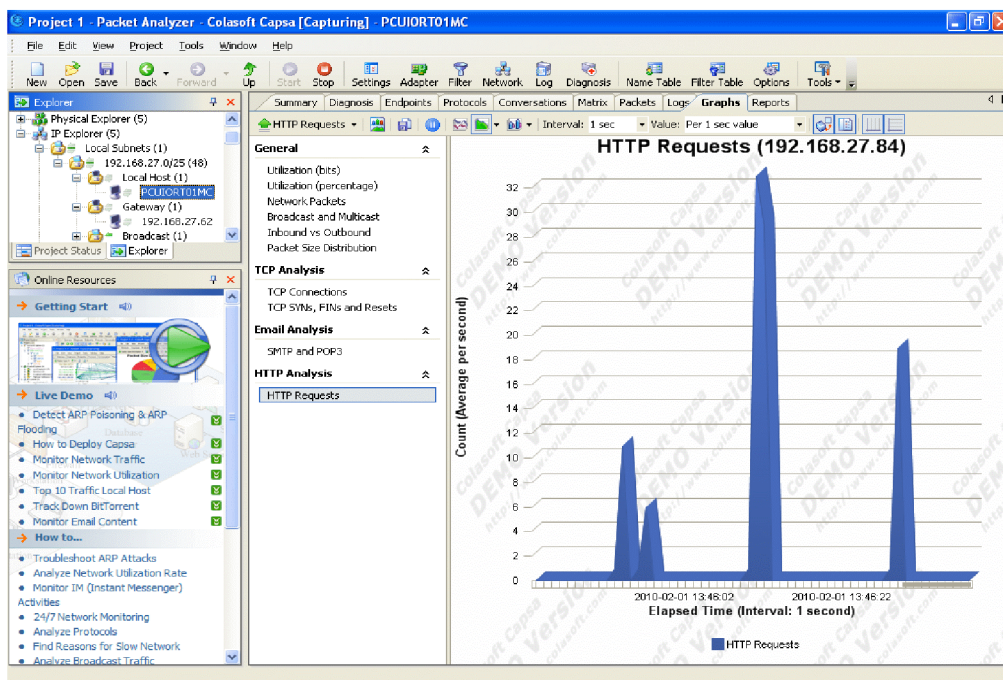 Project 1 - Packet Analyzer - Colasoft Capsa [Capturing] - PCUIORT01MC
File Edit View Project Tools Window Help
New Open Save Back Forward Up Start Stop Settings Adapter Filter Network Log Diagnosis Name Table Filter Table Options Tools
Explorer
Physical Explorer (5)
IP Explorer (5)
Local Subnets (1)
192.168.27.0/25 (48)
Local Host (1)
PCUIORT01MC
Gateway (1)
192.168.27.62
Broadcast (1)
Project Status Explorer
Online Resources
Getting Start
Live Demo
Detect ARP Poisoning & ARP
Flooding
How to Deploy Capsa
Monitor Network Traffic
Monitor Network Utilization
Top 10 Traffic Local Host
Track Down BitTorrent
Monitor Email Content
How to...
Troubleshoot ARP Attacks
Analyze Network Utilization Rate
Monitor IM (Instant Messenger)
Activities
24/7 Network Monitoring
Analyze Protocols
Find Reasons for Slow Network
Analyze Broadcast Traffic
Summary Diagnosis Endpoints Protocols Conversations Matrix Packets Logs Graphs Reports
HTTP Requests Interval: 1 sec Value: Per 1 sec value
General
Utilization (bits)
Utilization (percentage)
Network Packets
Broadcast and Multicast
Inbound vs Outbound
Packet Size Distribution
TCP Analysis
TCP Connections
TCP SYNs, FINs and Resets
Email Analysis
SMTP and POP3
HTTP Analysis
HTTP Requests
HTTP Requests (192.168.27.84)
Count (Average per second)
32
30
28
26
24
22
20
18
16
14
12
10
8
6
4
2
0
2010-02-01 13:46:02 2010-02-01 13:46:22
Elapsed Time (Interval: 1 second)
HTTP Requests
Colasoft Capsa
DEMO Version
http://www.colasoft.com